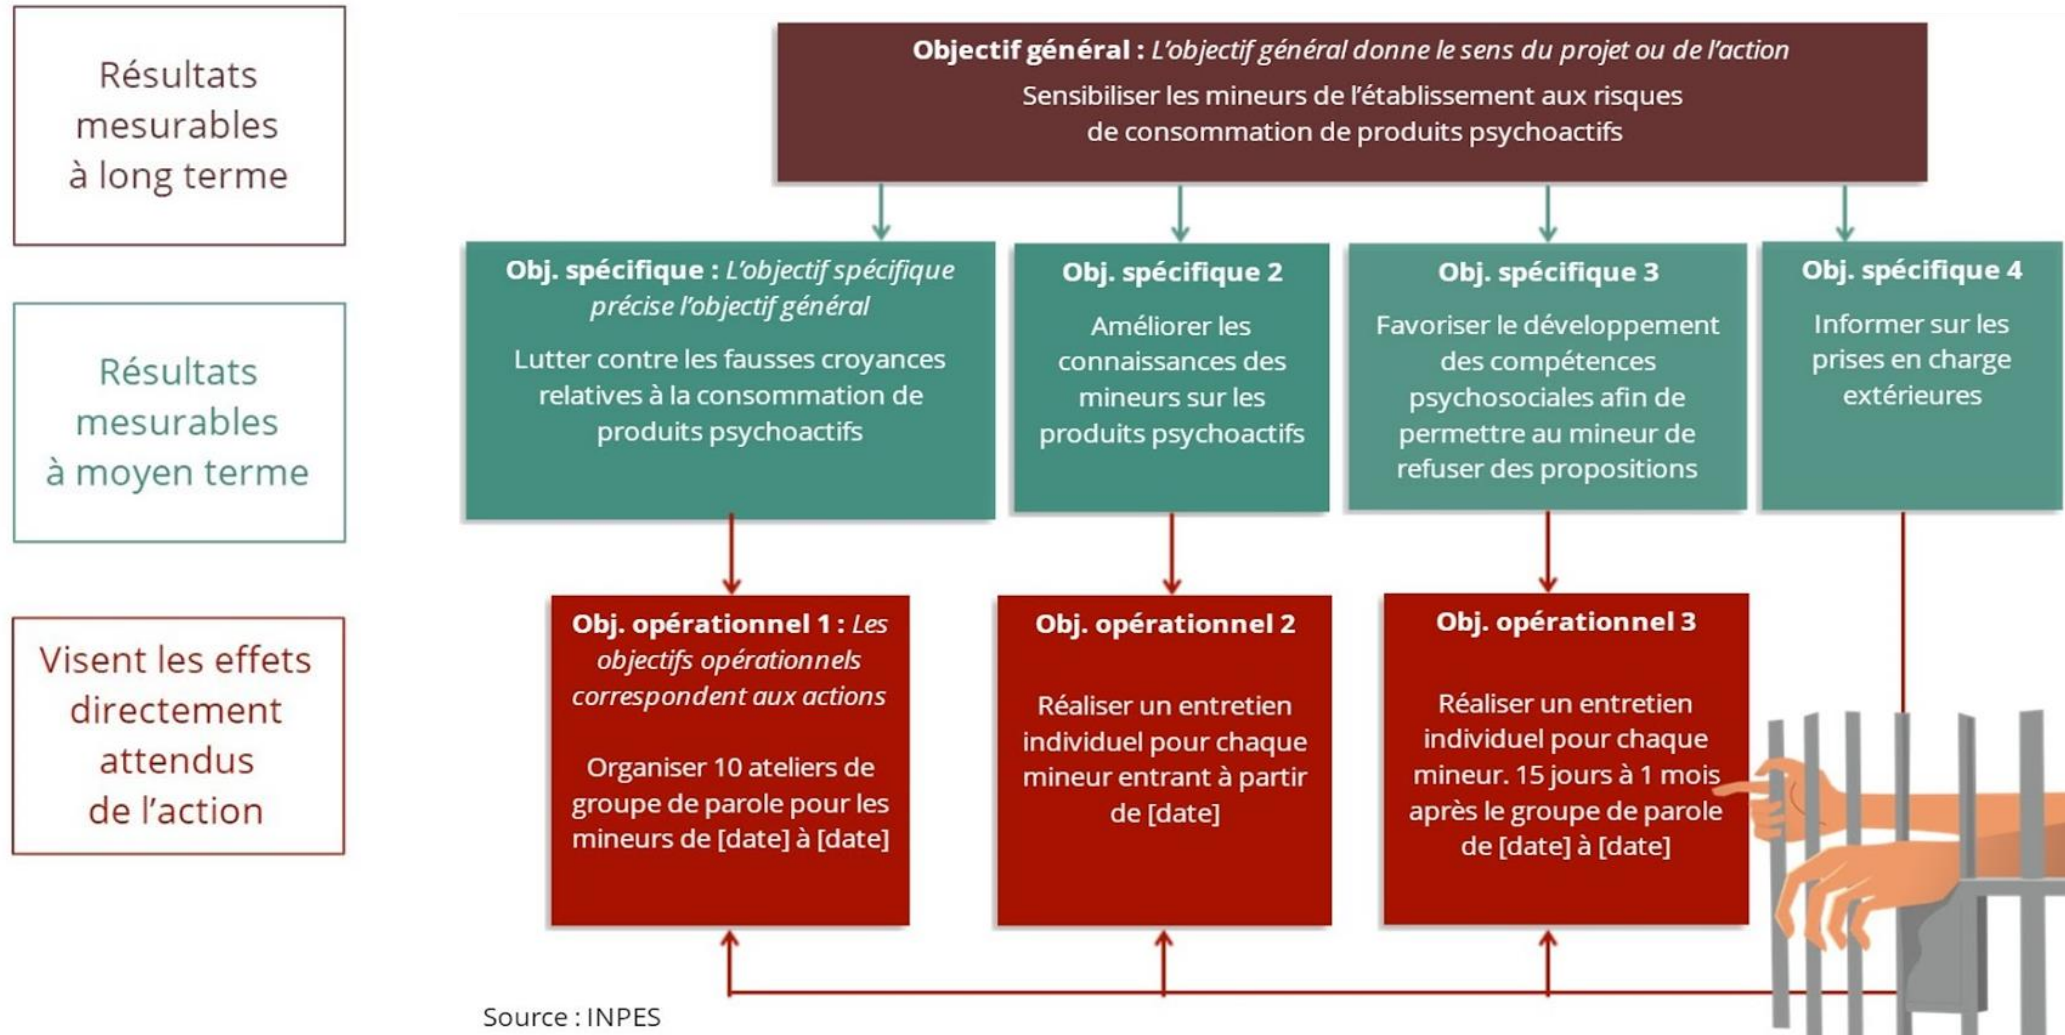 Résultats
mesurables
à long terme
Objectif général : L’objectif général donne le sens du projet ou de l’action
Sensibiliser les mineurs de l’établissement aux risques
de consommation de produits psychoactifs
Résultats
mesurables
à moyen terme
Obj. spécifique : L’objectif spécifique
précise l’objectif général
Lutter contre les fausses croyances
relatives à la consommation de
produits psychoactifs
Obj. spécifique 2
Améliorer les
connaissances des
mineurs sur les
produits psychoactifs
Obj. spécifique 3
Favoriser le développement
des compétences
psychosociales afin de
permettre au mineur de
refuser des propositions
Obj. spécifique 4
Informer sur les
prises en charge
extérieures
Visent les effets
directement
attendus
de l’action
Obj. opérationnel 1 : Les
objectifs opérationnels
correspondent aux actions
Organiser 10 ateliers de
groupe de parole pour les
mineurs de [date] à [date]
Obj. opérationnel 2
Réaliser un entretien
individuel pour chaque
mineur entrant à partir
de [date]
Obj. opérationnel 3
Réaliser un entretien
individuel pour chaque
mineur. 15 jours à 1 mois
après le groupe de parole
de [date] à [date]
Source : INPES